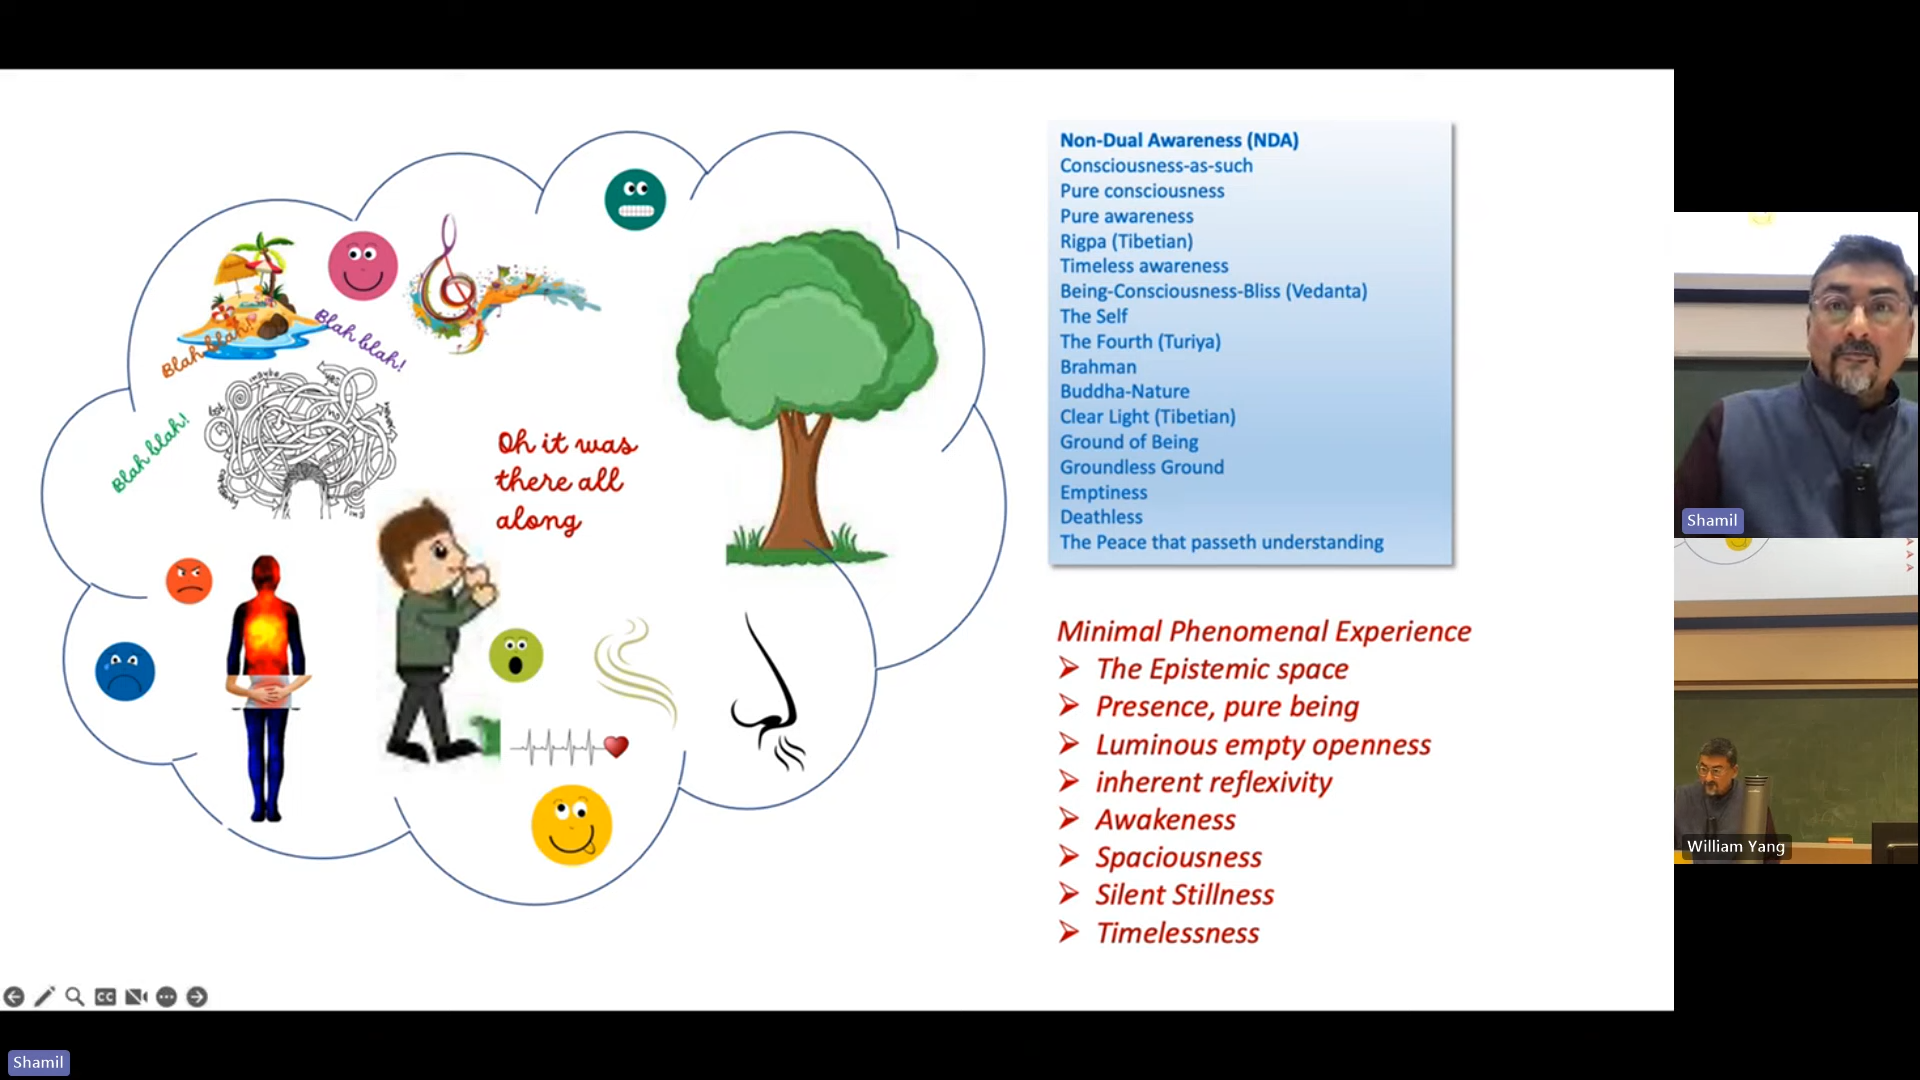 Blah blah!
Blah blah!
Blah blah!
maybe
yes
no
Oh it was
there all
along
Non-Dual Awareness (NDA)
Consciousness-as-such
Pure consciousness
Pure awareness
Rigpa (Tibetian)
Timeless awareness
Being-Consciousness-Bliss (Vedanta)
The Self
The Fourth (Turiya)
Brahman
Buddha-Nature
Clear Light (Tibetian)
Ground of Being
Groundless Ground
Emptiness
Deathless
The Peace that passeth understanding
Minimal Phenomenal Experience
➢ The Epistemic space
➢ Presence, pure being
➢ Luminous empty openness
➢ inherent reflexivity
➢ Awakeness
➢ Spaciousness
➢ Silent Stillness
➢ Timelessness
CC
Shamil
William Yang
Shamil